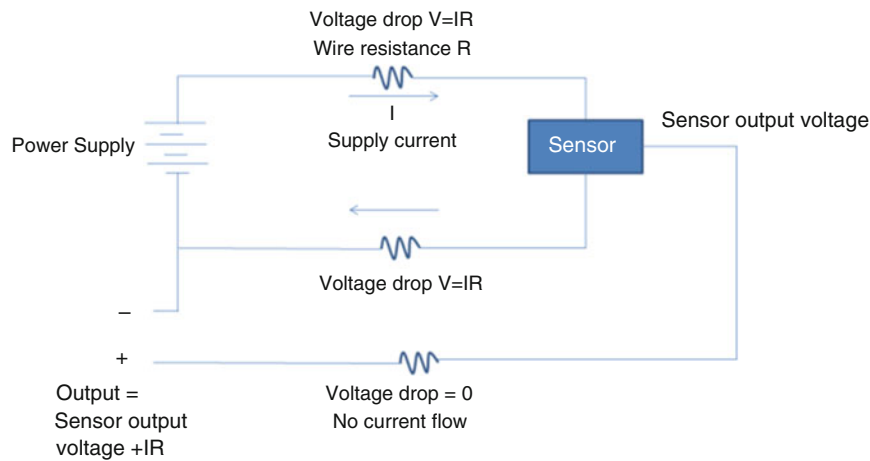 Voltage drop V=IR
Wire resistance R
I
Supply current
Power Supply
Sensor
Sensor output voltage
Voltage drop V=IR
–
+
Output =
Sensor output
voltage +IR
Voltage drop = 0
No current flow